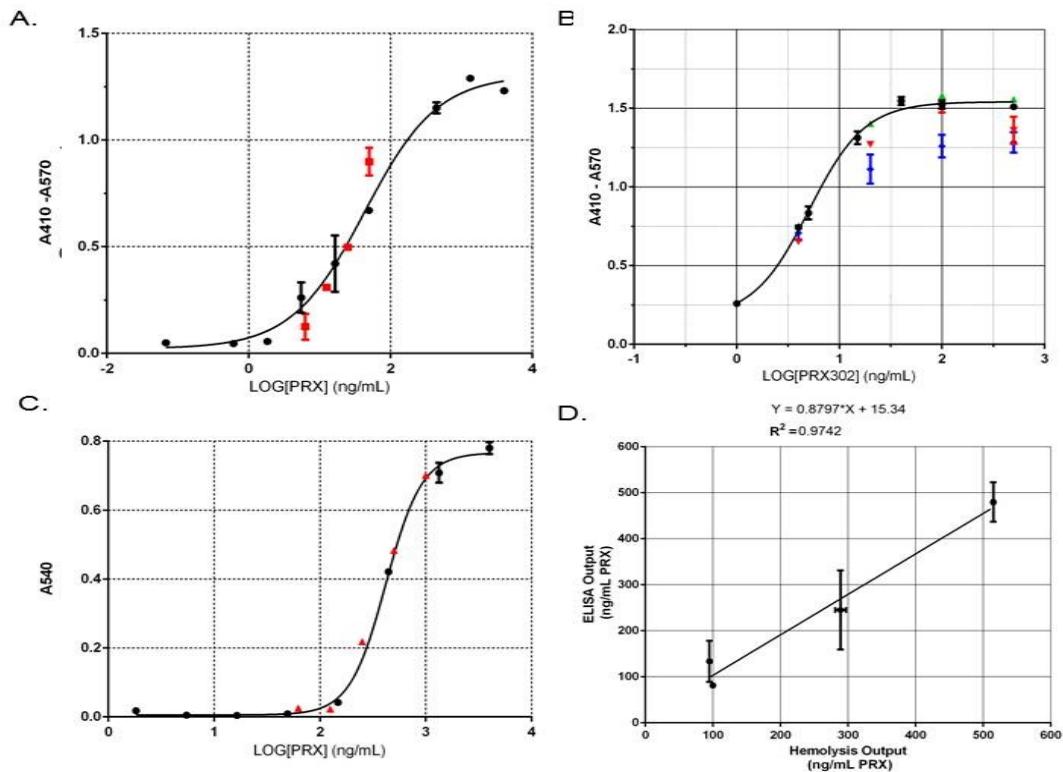 A.
1.5
1.0
0.5
0.0
A410 -A570
-2
0
2
4
LOG[PRX] (ng/mL)
B
2.0
1.5
1.0
0.5
0.0
A410 - A570
-1
0
1
2
3
LOG[PRX302] (ng/mL)
C.
0.8
0.6
0.4
0.2
0.0
A540
0
1
2
3
4
LOG[PRX] (ng/mL)
D.
Y = 0.8797*X + 15.34
R² =0.9742
600
500
400
300
200
100
0
ELISA Output
(ng/mL PRX)
100
200
300
400
500
600
Hemolysis Output
(ng/mL PRX)